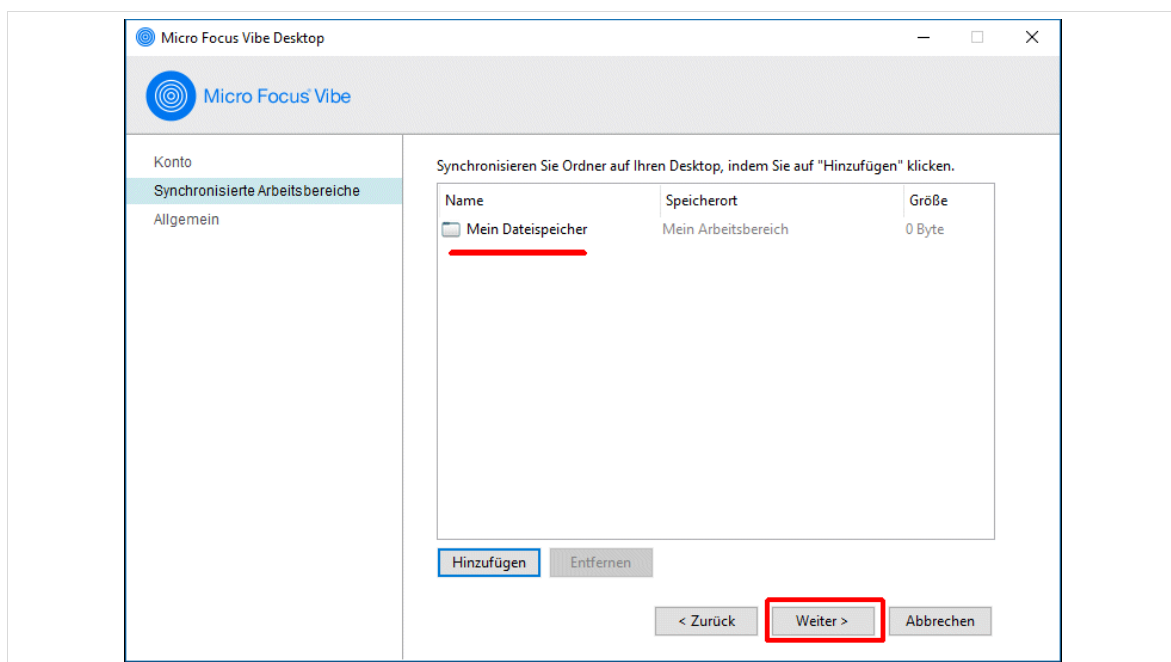 Micro Focus Vibe Desktop
Micro Focus Vibe
Konto
Synchronisierte Arbeitsbereiche
Allgemein
Synchronisieren Sie Ordner auf Ihren Desktop, indem Sie auf "Hinzufügen" klicken.
Name Speicherort Größe
Mein Dateispeicher Mein Arbeitsbereich 0 Byte
Hinzufügen Entfernen
< Zurück Weiter > Abbrechen